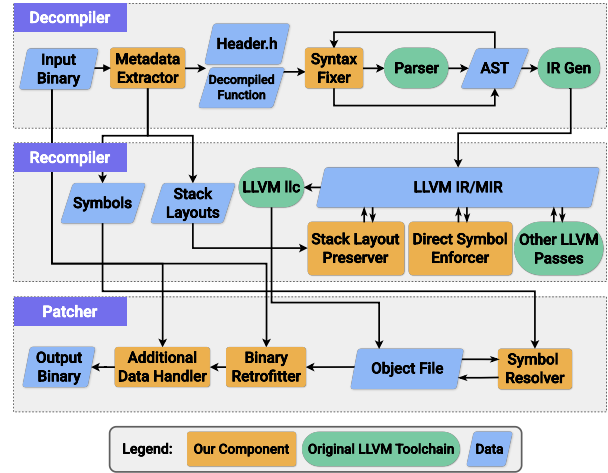 Decompiler
Input
Binary
Metadata
Extractor
Header.h
Decompiled
Function
Syntax
Fixer
Parser
AST
IR Gen
Recompiler
Symbols
Stack
Layouts
LLVM llc
LLVM IR/MIR
Stack Layout
Preserver
Direct Symbol
Enforcer
Other LLVM
Passes
Patcher
Output
Binary
Additional
Data Handler
Binary
Retrofitter
Object File
Symbol
Resolver
Legend:
Our Component
Original LLVM Toolchain
Data